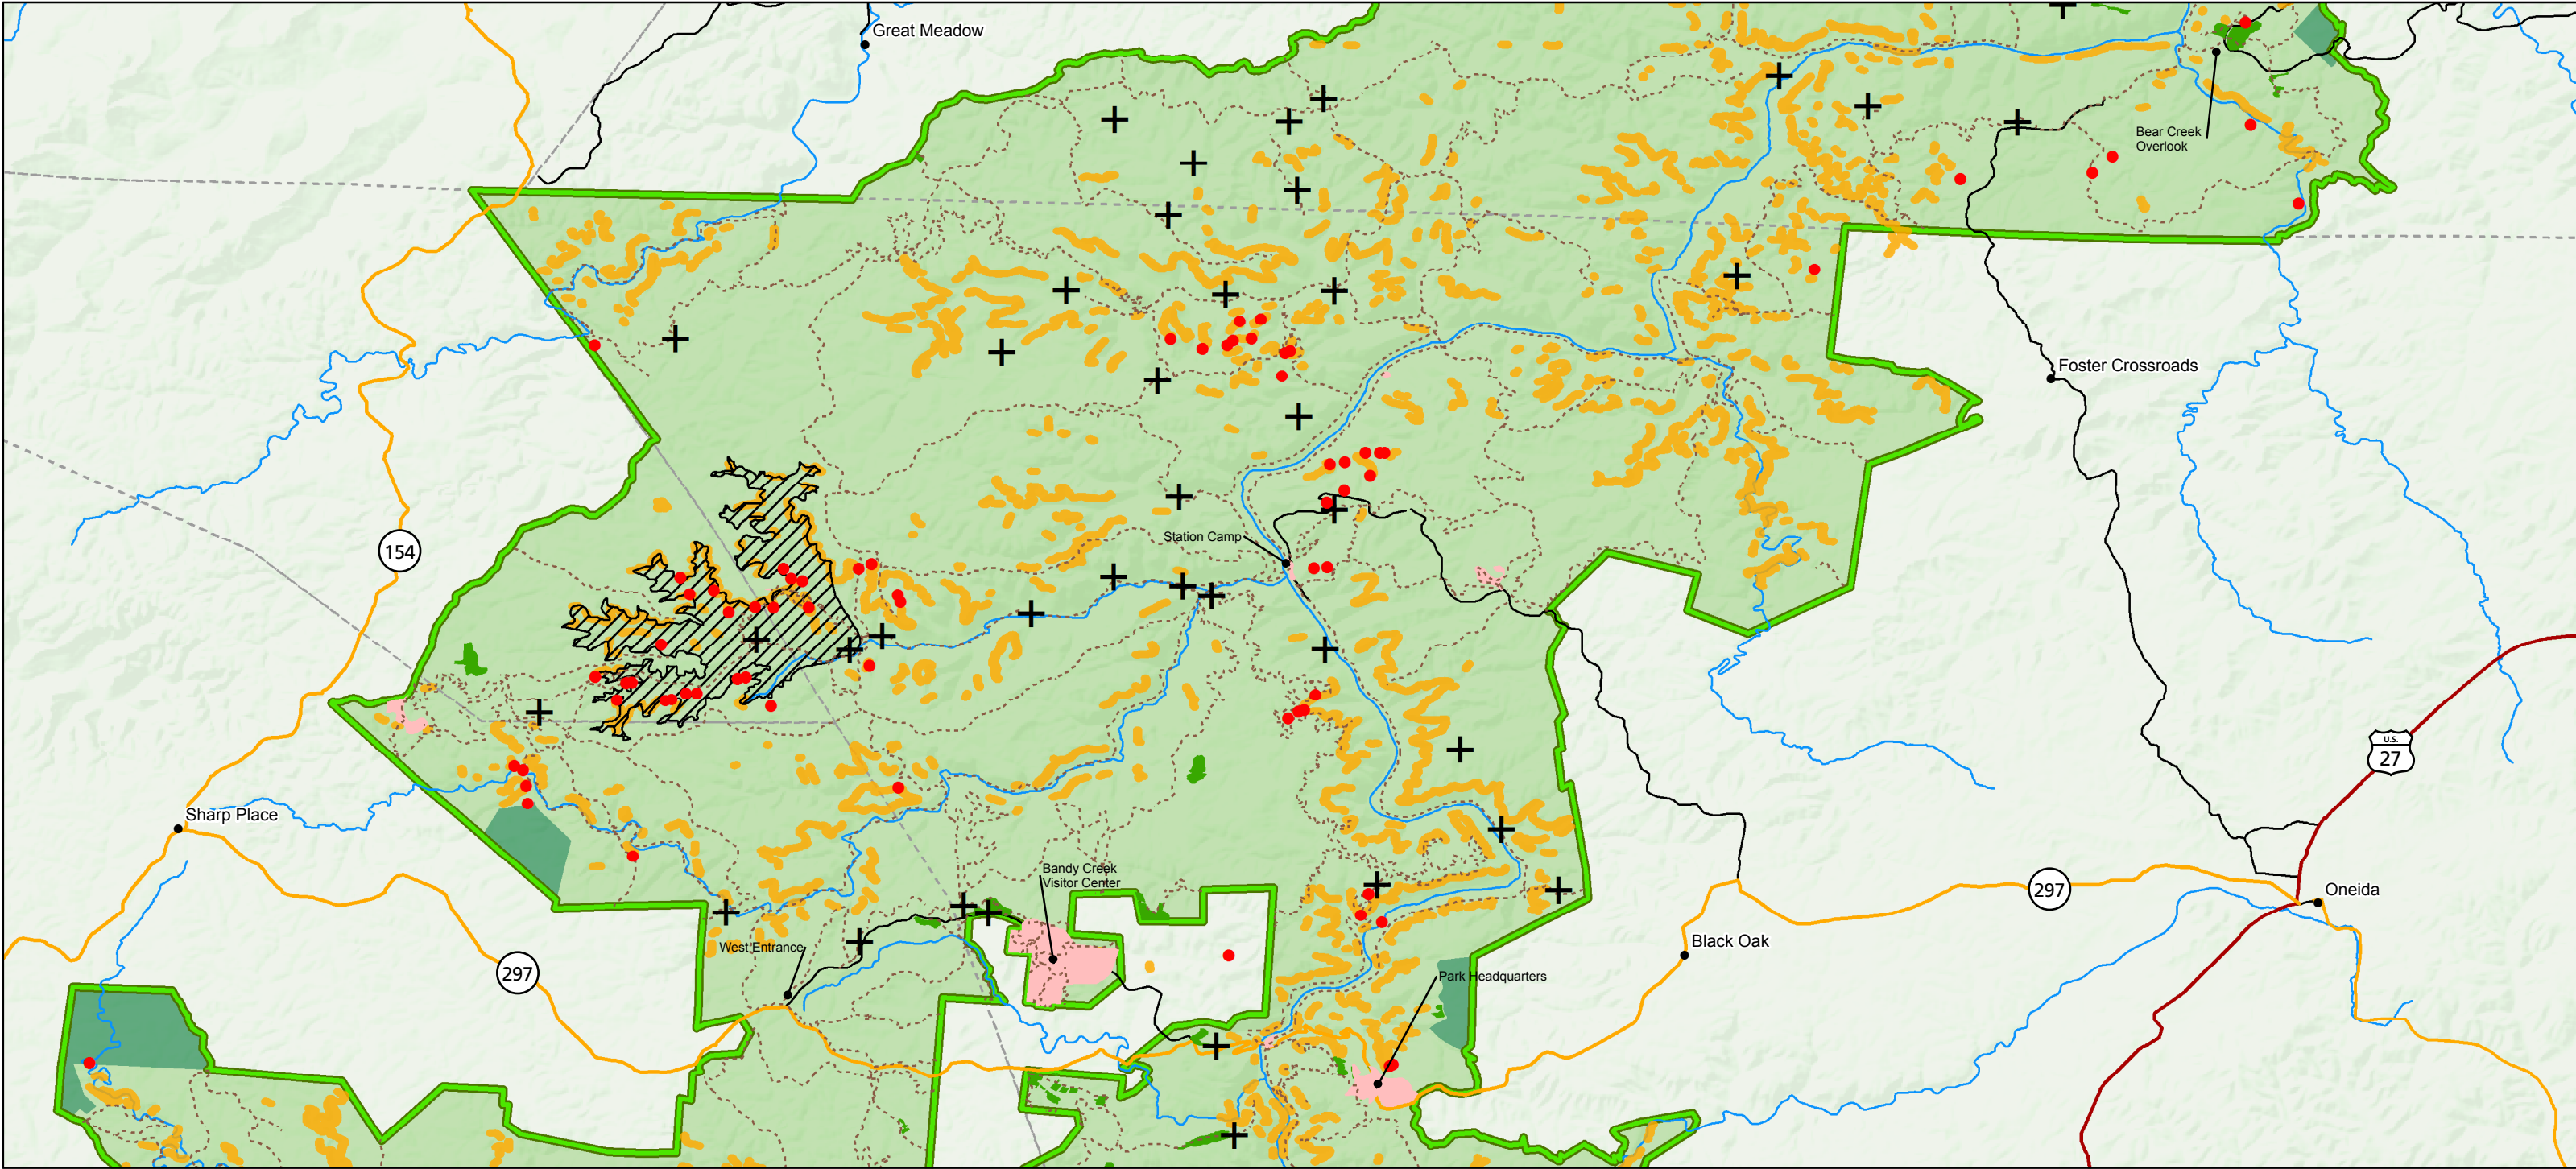 Great Meadow
Bear Creek
Overlook
Foster Crossroads
154
Station Camp
U.S.
27
Sharp Place
Bandy Creek
Visitor Center
297
Oneida
West Entrance
Black Oak
297
Park Headquarters